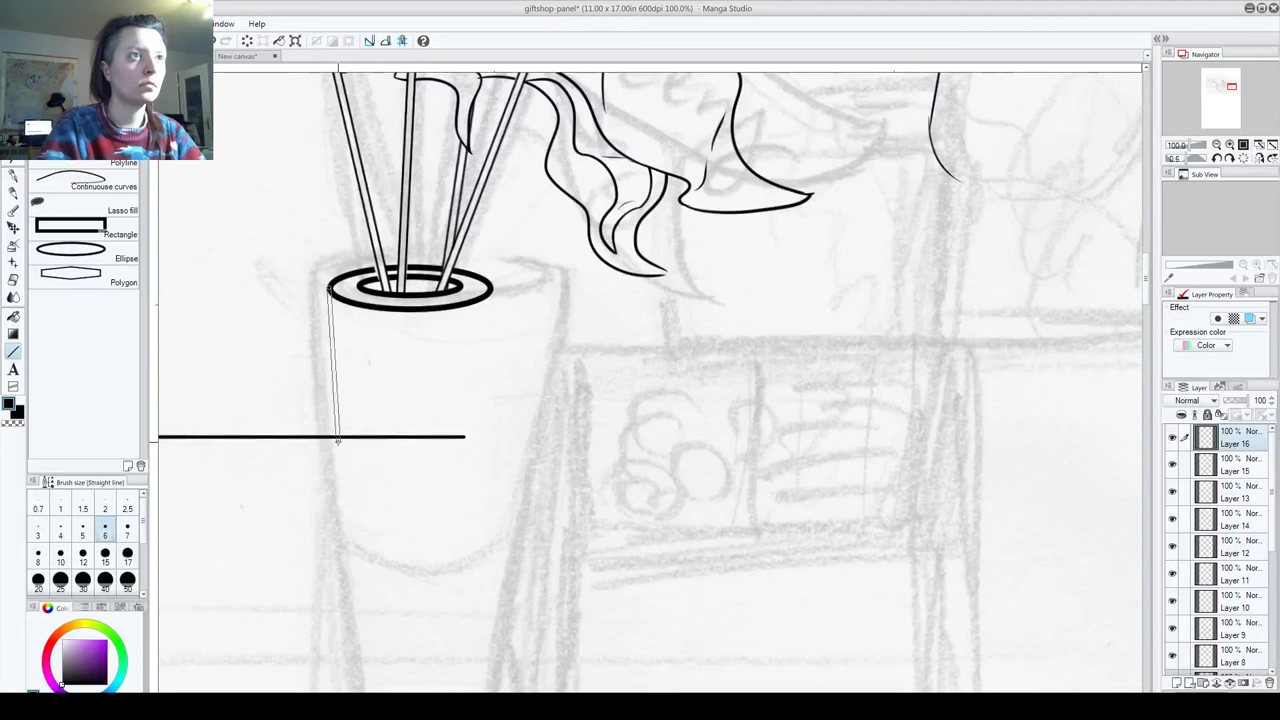 giftshop-panel* (11.00 x 17.00in 600dpi 100.0%) - Manga Studio
indow
Help
New canvas*
Polyline
Continuous curves
Lasso fill
Rectangle
Ellipse
Polygon
Brush size (Straight line)
0.7 1 1.5 2 2.5
3 4 5 6 7
8 10 12 15 17
20 25 30 40 50
Navigator
100.0
Sub View
Layer Property
Effect
Expression color
Color
Layer
Normal
100
100 % Nor..
Layer 16
100 % Nor..
Layer 15
100 % Nor..
Layer 13
100 % Nor..
Layer 14
100 % Nor..
Layer 12
100 % Nor..
Layer 11
100 % Nor..
Layer 10
100 % Nor..
Layer 9
100 % Nor..
Layer 8